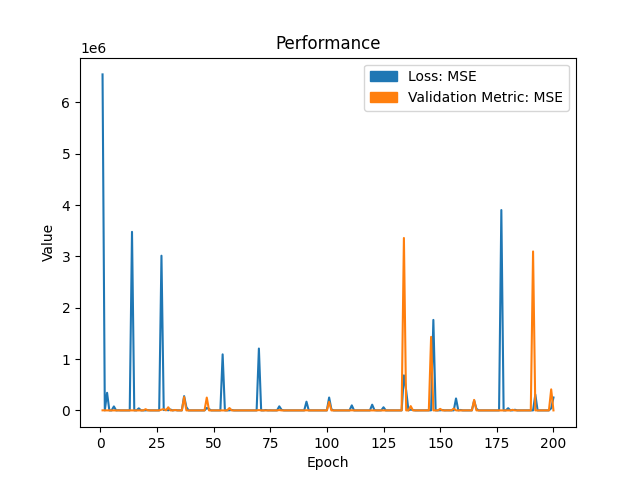 Performance
1e6
Loss: MSE
Validation Metric: MSE
6
5
4
3
2
1
0
Value
0 25 50 75 100 125 150 175 200
Epoch